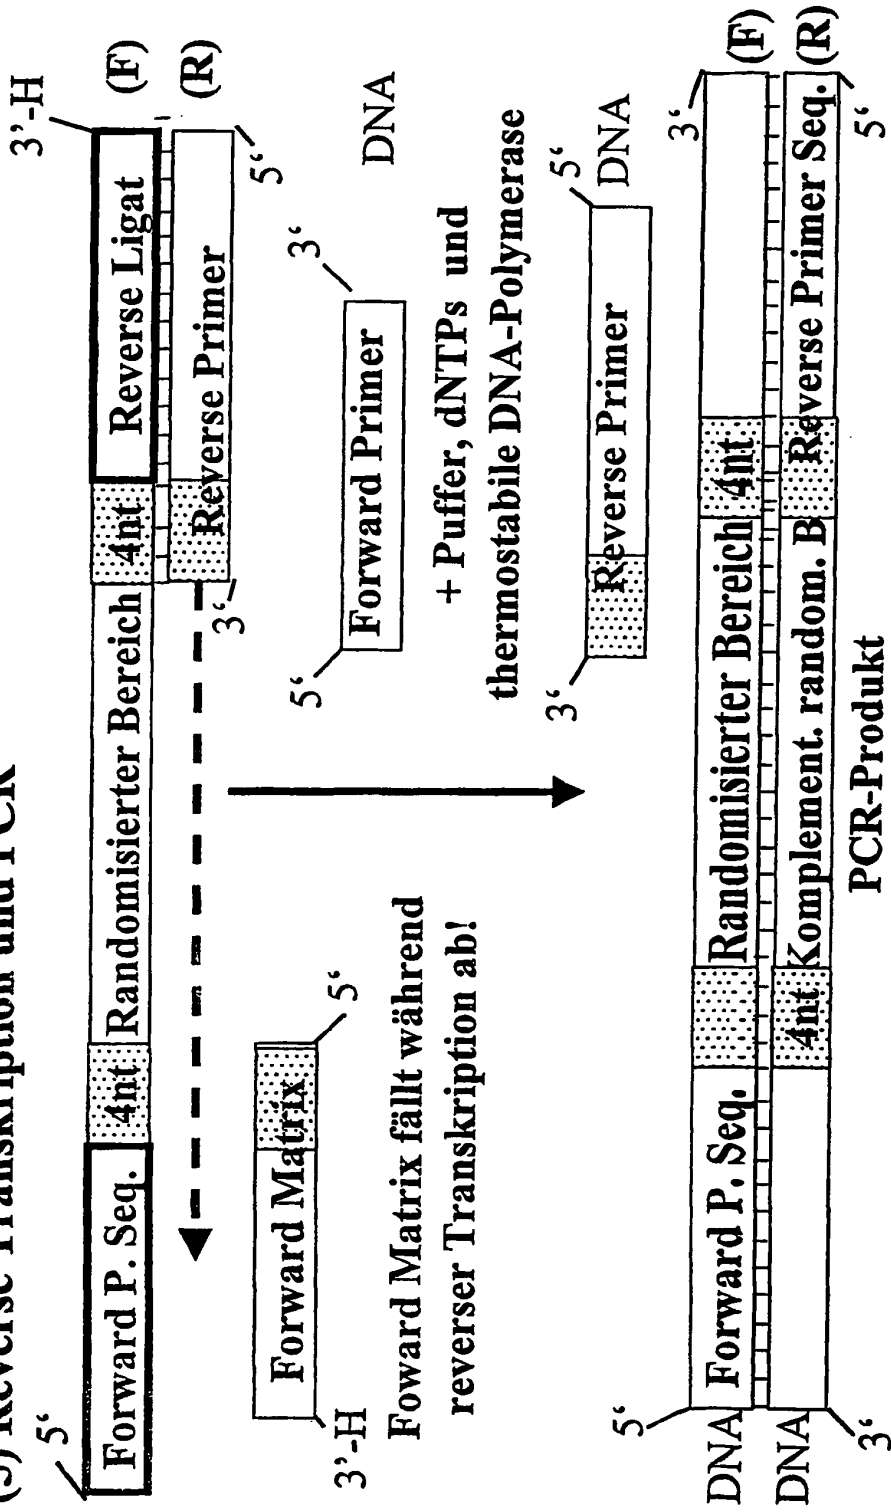 Reverse Transkription und PCR
5‘
3’-H
Forward P. Seq.
4nt
Randomisierter Bereich
4nt
Reverse Ligat
(F)
Reverse Primer
(R)
3‘
5‘
Forward Matrix
3’-H
5‘
5‘
Forward Primer
3‘
DNA
Foward Matrix fällt während
reverser Transkription ab!
+ Puffer, dNTPs und
thermostabile DNA-Polymerase
3‘
Reverse Primer
5‘
DNA
5‘
3‘
DNA
Forward P. Seq.
Randomisierter Bereich
4nt
(F)
DNA
4nt
Komplement. random. B
Reverse Primer Seq.
(R)
3‘
5‘
PCR-Produkt